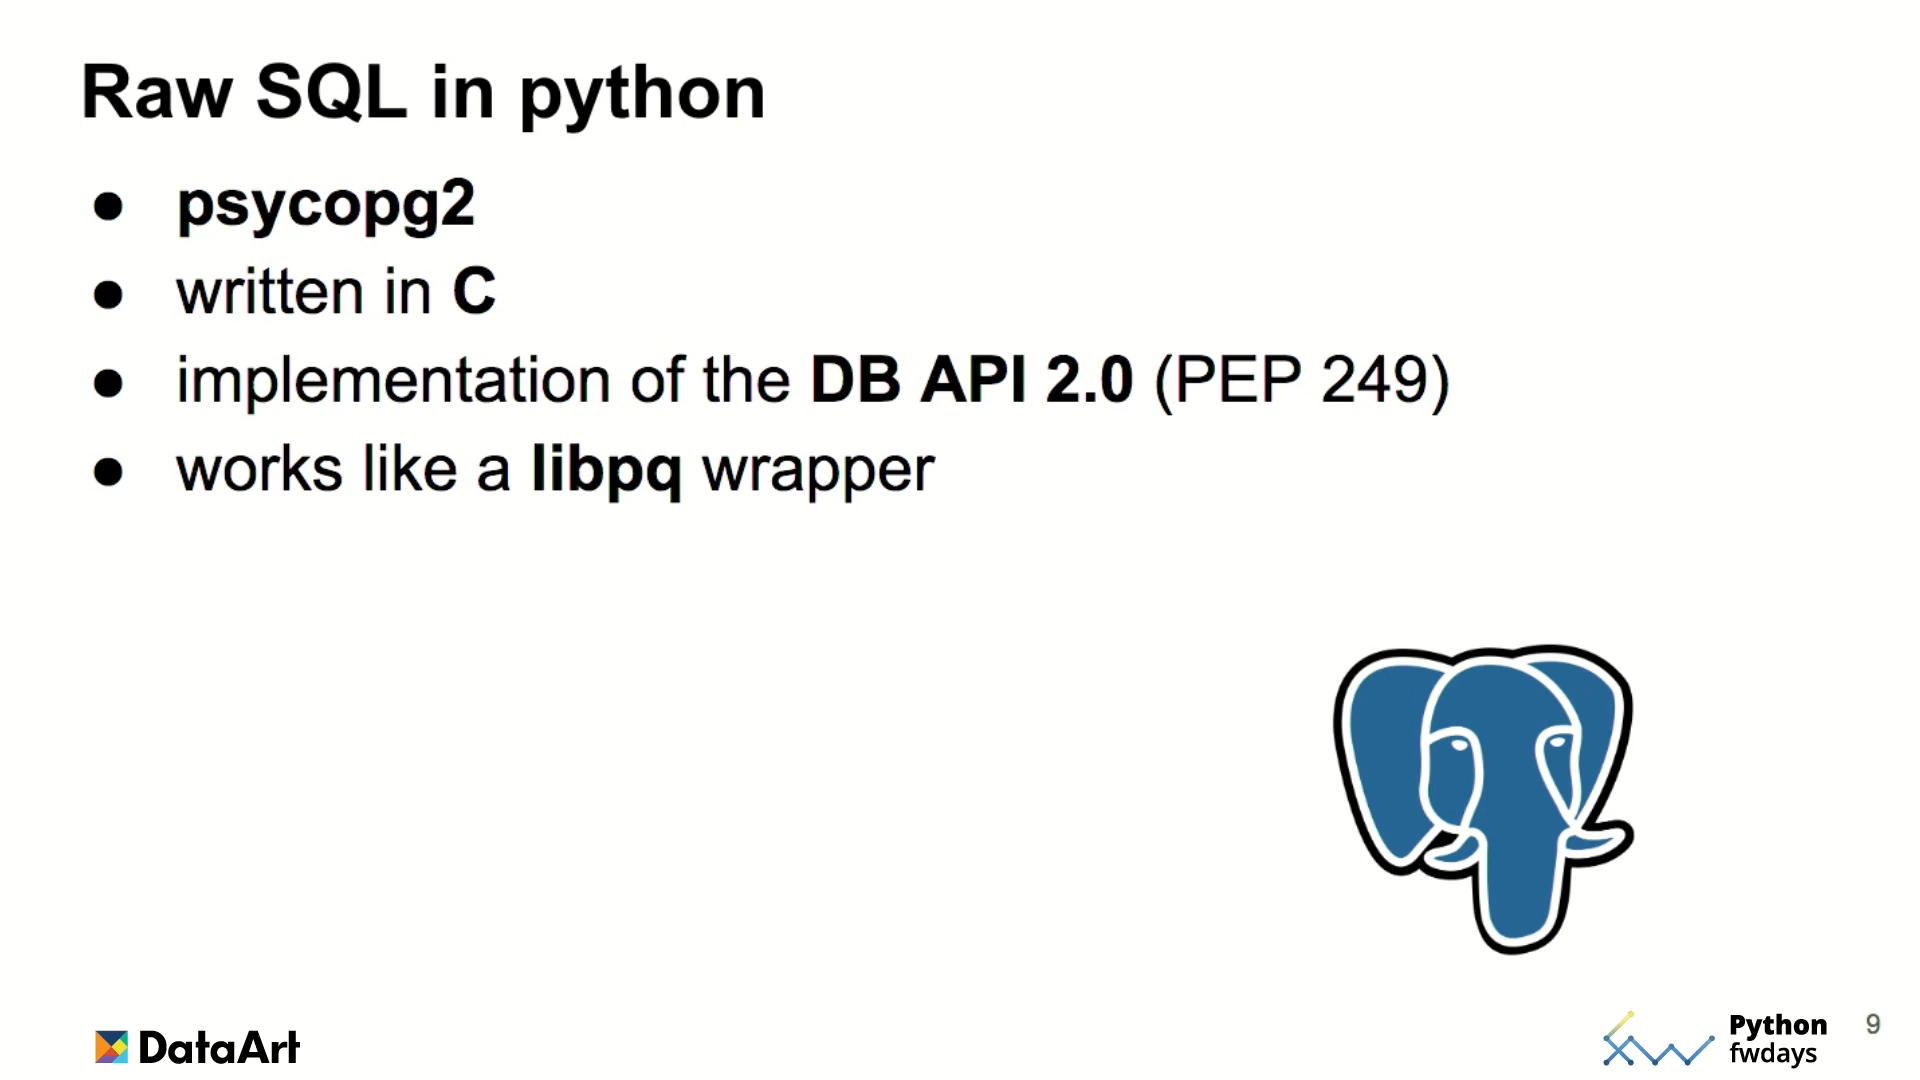 Raw SQL in python
● psycopg2
● written in C
● implementation of the DB API 2.0 (PEP 249)
● works like a libpq wrapper
DataArt
Python
fwdays
9